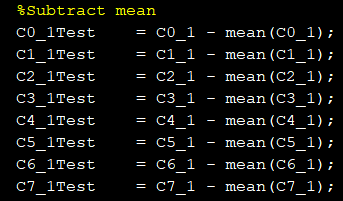 %Subtract mean
C0_1Test    = C0_1 - mean(C0_1);
C1_1Test    = C1_1 - mean(C1_1);
C2_1Test    = C2_1 - mean(C2_1);
C3_1Test    = C3_1 - mean(C3_1);
C4_1Test    = C4_1 - mean(C4_1);
C5_1Test    = C5_1 - mean(C5_1);
C6_1Test    = C6_1 - mean(C6_1);
C7_1Test    = C7_1 - mean(C7_1);